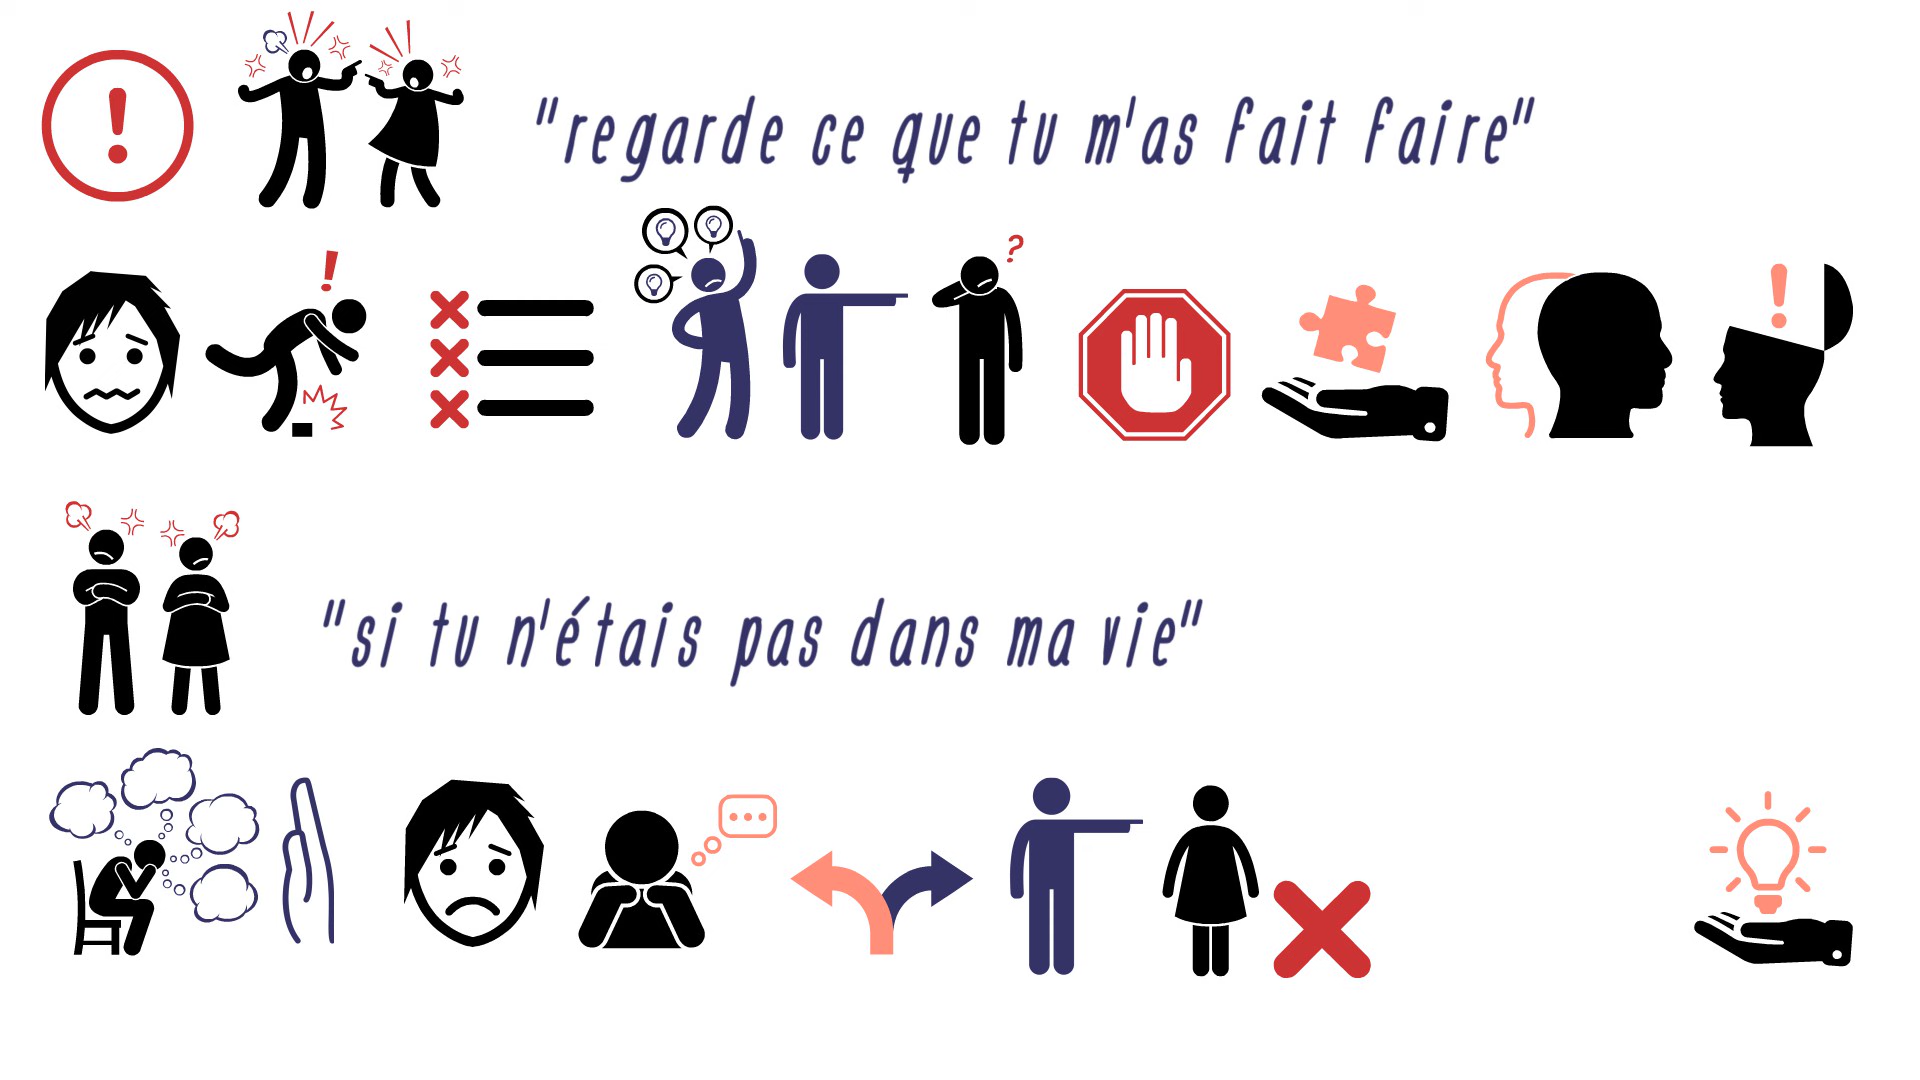 "regarde ce que tu m'as fait faire"
"si tu n'étais pas dans ma vie"